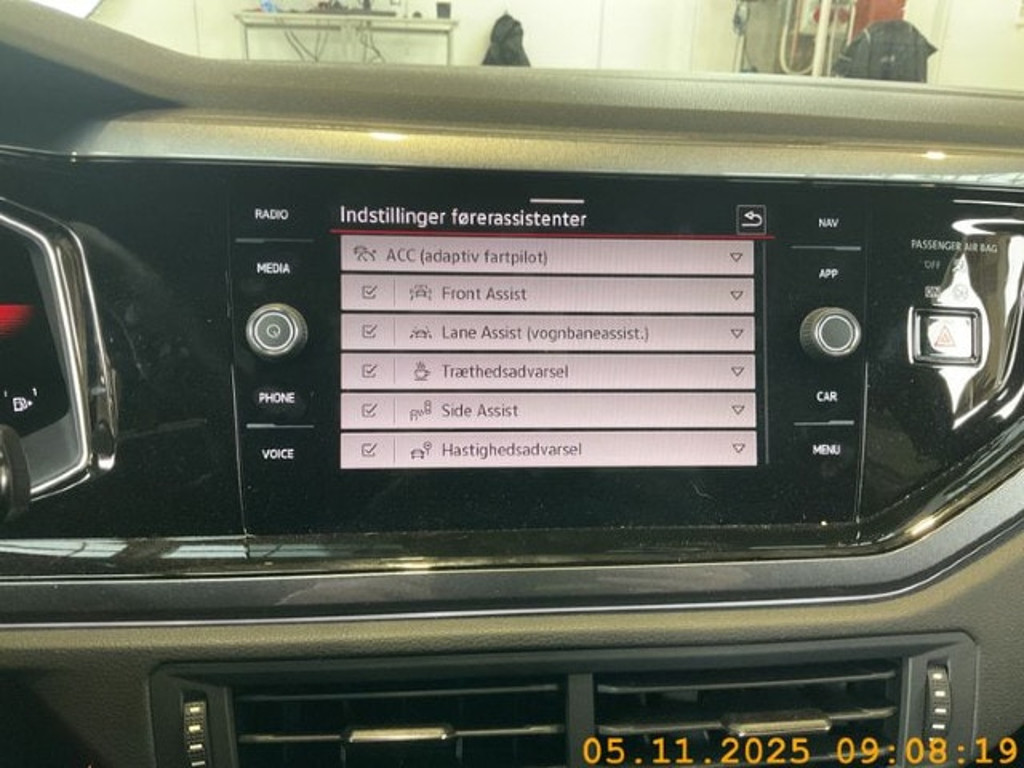 RADIO
MEDIA
PHONE
VOICE
Indstillinger førerassistenter
ACC (adaptiv fartpilot)
Front Assist
Lane Assist (vognbaneassist.)
Træthedsadvarsel
Side Assist
Hastighedsadvarsel
NAV
APP
CAR
MENU
PASSENGER AIR BAG
OFF
ON
05.11.2025 09:08:19